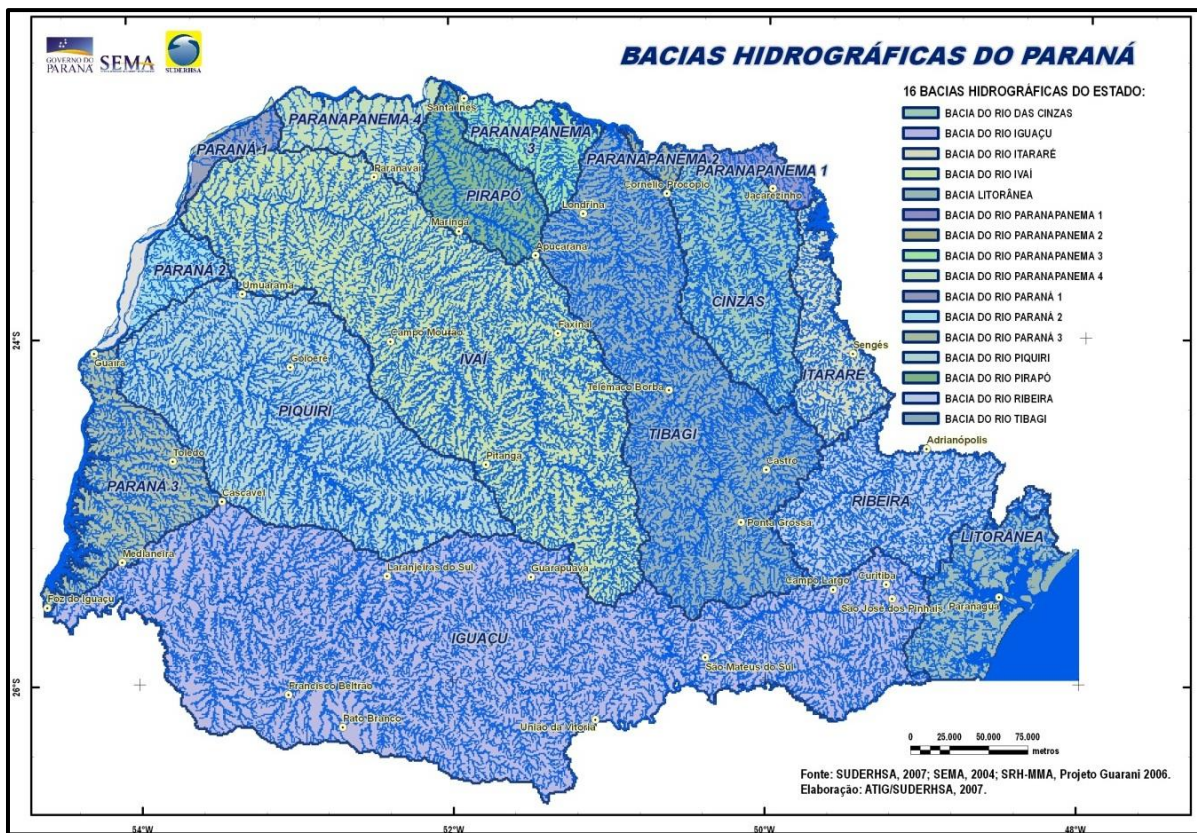 GOVERNO DO
PARANÁ
SEMA
SUDERHSA
BACIAS HIDROGRÁFICAS DO PARANÁ
16 BACIAS HIDROGRÁFICAS DO ESTADO:
BACIA DO RIO DAS CINZAS
BACIA DO RIO IGUAÇU
BACIA DO RIO ITARARÉ
BACIA DO RIO IVAÍ
BACIA LITORÂNEA
BACIA DO RIO PARANAPANEMA 1
BACIA DO RIO PARANAPANEMA 2
BACIA DO RIO PARANAPANEMA 3
BACIA DO RIO PARANAPANEMA 4
BACIA DO RIO PARANÁ 1
BACIA DO RIO PARANÁ 2
BACIA DO RIO PARANÁ 3
BACIA DO RIO PIQUIRI
BACIA DO RIO PIRAPÓ
BACIA DO RIO RIBEIRA
BACIA DO RIO TIBAGI
Santa Inês
PARANAPANEMA 4
PARANAPANEMA
3
PARANÁ 1
PARANAPANEMA 2
PARANAPANEMA 1
Paranavaí
Cornélio Procópio
Jacarezinho
PIRAPÓ
Londrina
Maringá
Apucarana
PARANÁ 2
Umuarama
CINZAS
Campo Mourão
Faxinal
24°S
Guaíra
Goioerê
IVAÍ
Sengés
ITARARÉ
Telêmaco Borba
PIQUIRI
TIBAGI
Adrianópolis
Toledo
Pitanga
Castro
PARANÁ 3
Cascavel
RIBEIRA
Ponta Grossa
LITORÂNEA
Medianeira
Laranjeiras do Sul
Guarapuava
Campo Largo
Curitiba
Foz do Iguaçu
São José dos Pinhais
Paranaguá
IGUAÇU
São Mateus do Sul
26°S
Francisco Beltrão
Pato Branco
União da Vitória
0 25.000 50.000 75.000
metros
Fonte: SUDERHSA, 2007; SEMA, 2004; SRH-MMA, Projeto Guarani 2006.
Elaboração: ATIG/SUDERHSA, 2007.
54°W
52°W
50°W
48°W